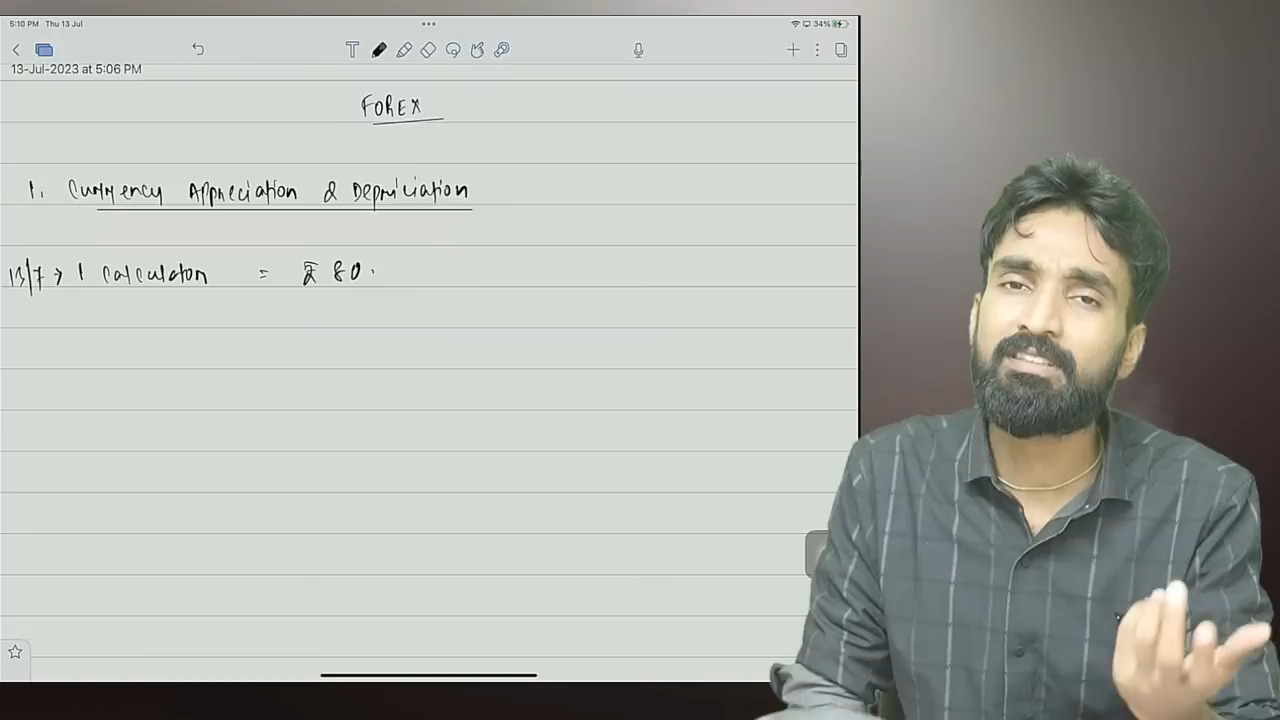 5:10 PM Thu 13 Jul
34%
T
13-Jul-2023 at 5:06 PM
FOREX
1. Currency Appreciation & Depriciation
13/7 → 1 Calculator = ₹ 80.